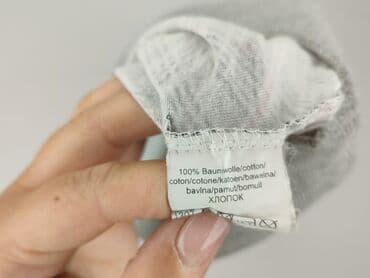 100% Baumwolle/cotton/
coton/cotone/katoen/bawełna/
bavlna/pamut/bomull
ХЛОПОК